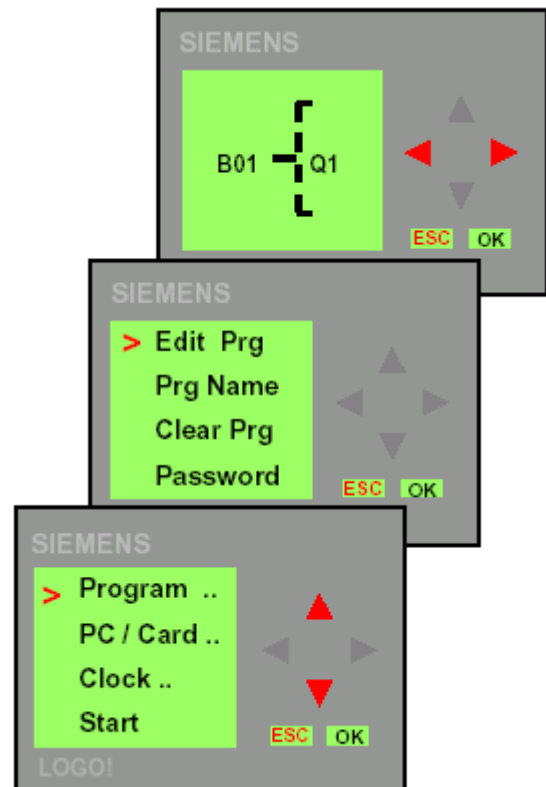 SIEMENS
B01 Q1
ESC OK
SIEMENS
> Edit Prg
Prg Name
Clear Prg
Password
ESC OK
SIEMENS
> Program ..
PC / Card ..
Clock ..
Start
ESC OK
LOGO!